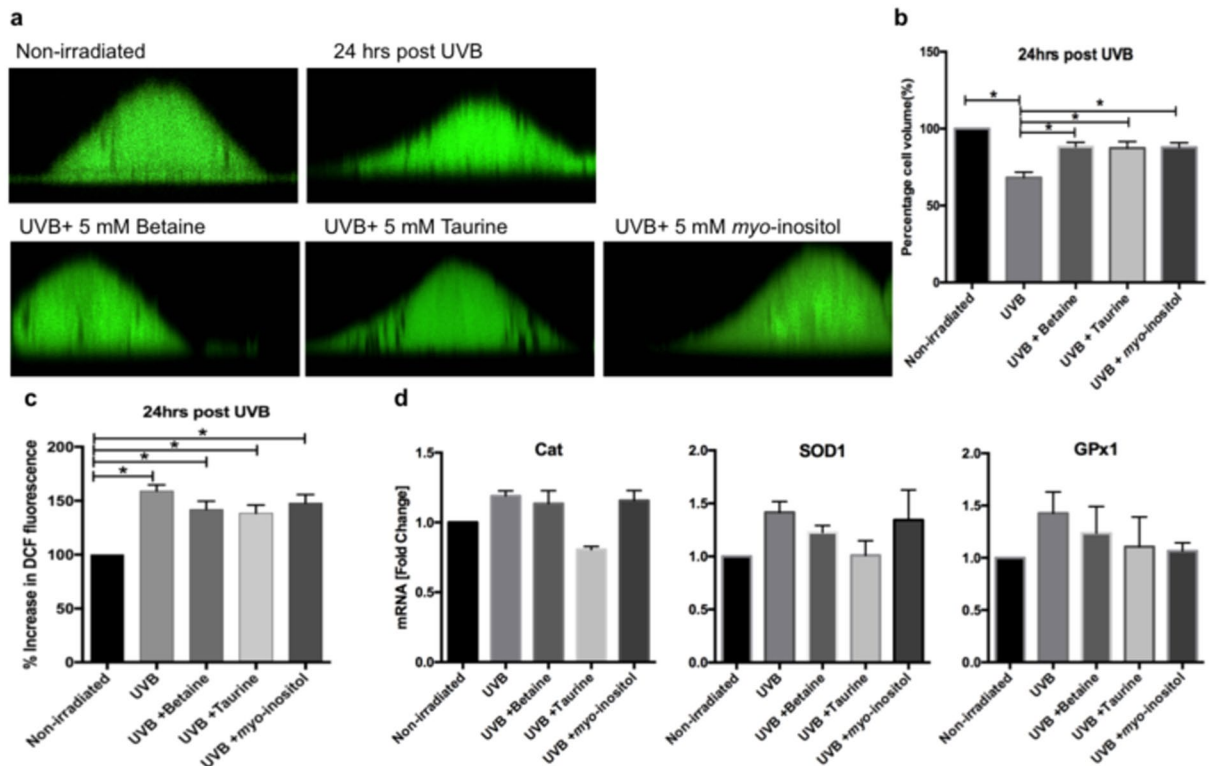 a
Non-irradiated
24 hrs post UVB
UVB+ 5 mM Betaine
UVB+ 5 mM Taurine
UVB+ 5 mM myo-inositol
b
24hrs post UVB
Percentage cell volume(%)
150
100
50
0
*
*
*
*
Non-irradiated
UVB
UVB + Betaine
UVB + Taurine
UVB + myo-inositol
c
24hrs post UVB
% Increase in DCF fluorescence
200
150
100
50
0
*
*
*
*
Non-irradiated
UVB
UVB +Betaine
UVB +Taurine
UVB +myo-inositol
d
Cat
mRNA [Fold Change]
1.5
1.0
0.5
0.0
Non-irradiated
UVB
UVB +Betaine
UVB +Taurine
UVB +myo-inositol
SOD1
2.0
1.5
1.0
0.5
0.0
Non-irradiated
UVB
UVB +Betaine
UVB +Taurine
UVB +myo-inositol
GPx1
2.0
1.5
1.0
0.5
0.0
Non-irradiated
UVB
UVB +Betaine
UVB +Taurine
UVB +myo-inositol